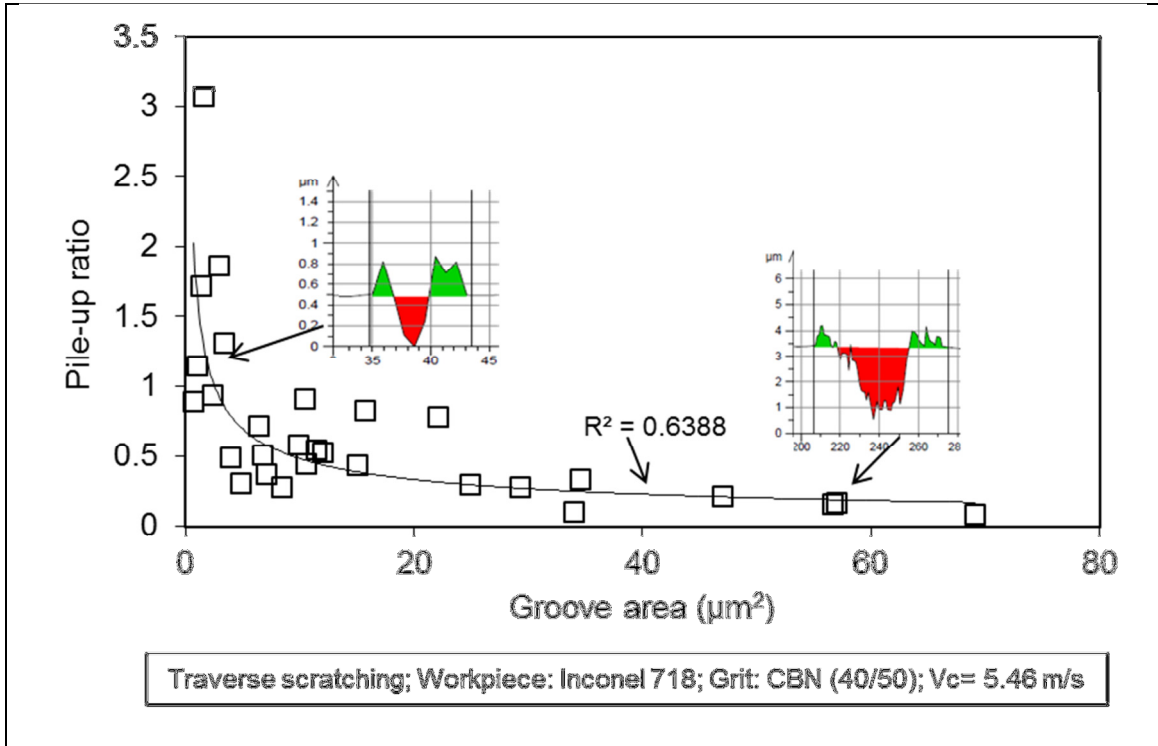 3.5
3
2.5
2
1.5
1
0.5
0
Pile-up ratio
0 20 40 60 80
Groove area (µm²)
µm
1.4
1.2
1
0.8
0.6
0.4
0.2
0
35 40 45
R² = 0.6388
µm
6
5
4
3
2
1
0
200 220 240 260 28
Traverse scratching; Workpiece: Inconel 718; Grit: CBN (40/50); Vc= 5.46 m/s